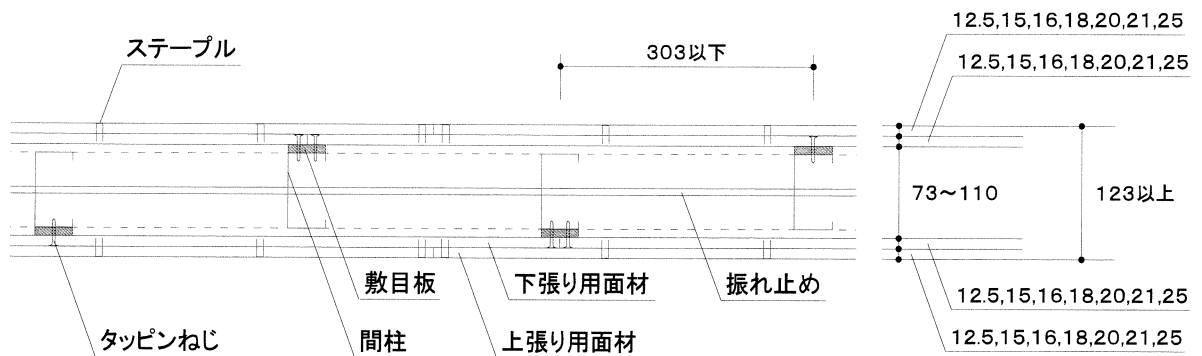 12.5,15,16,18,20,21,25
ステープル
303以下
12.5,15,16,18,20,21,25
73～110
123以上
敷目板
下張り用面材
振れ止め
12.5,15,16,18,20,21,25
タッピンねじ
間柱
上張り用面材
12.5,15,16,18,20,21,25